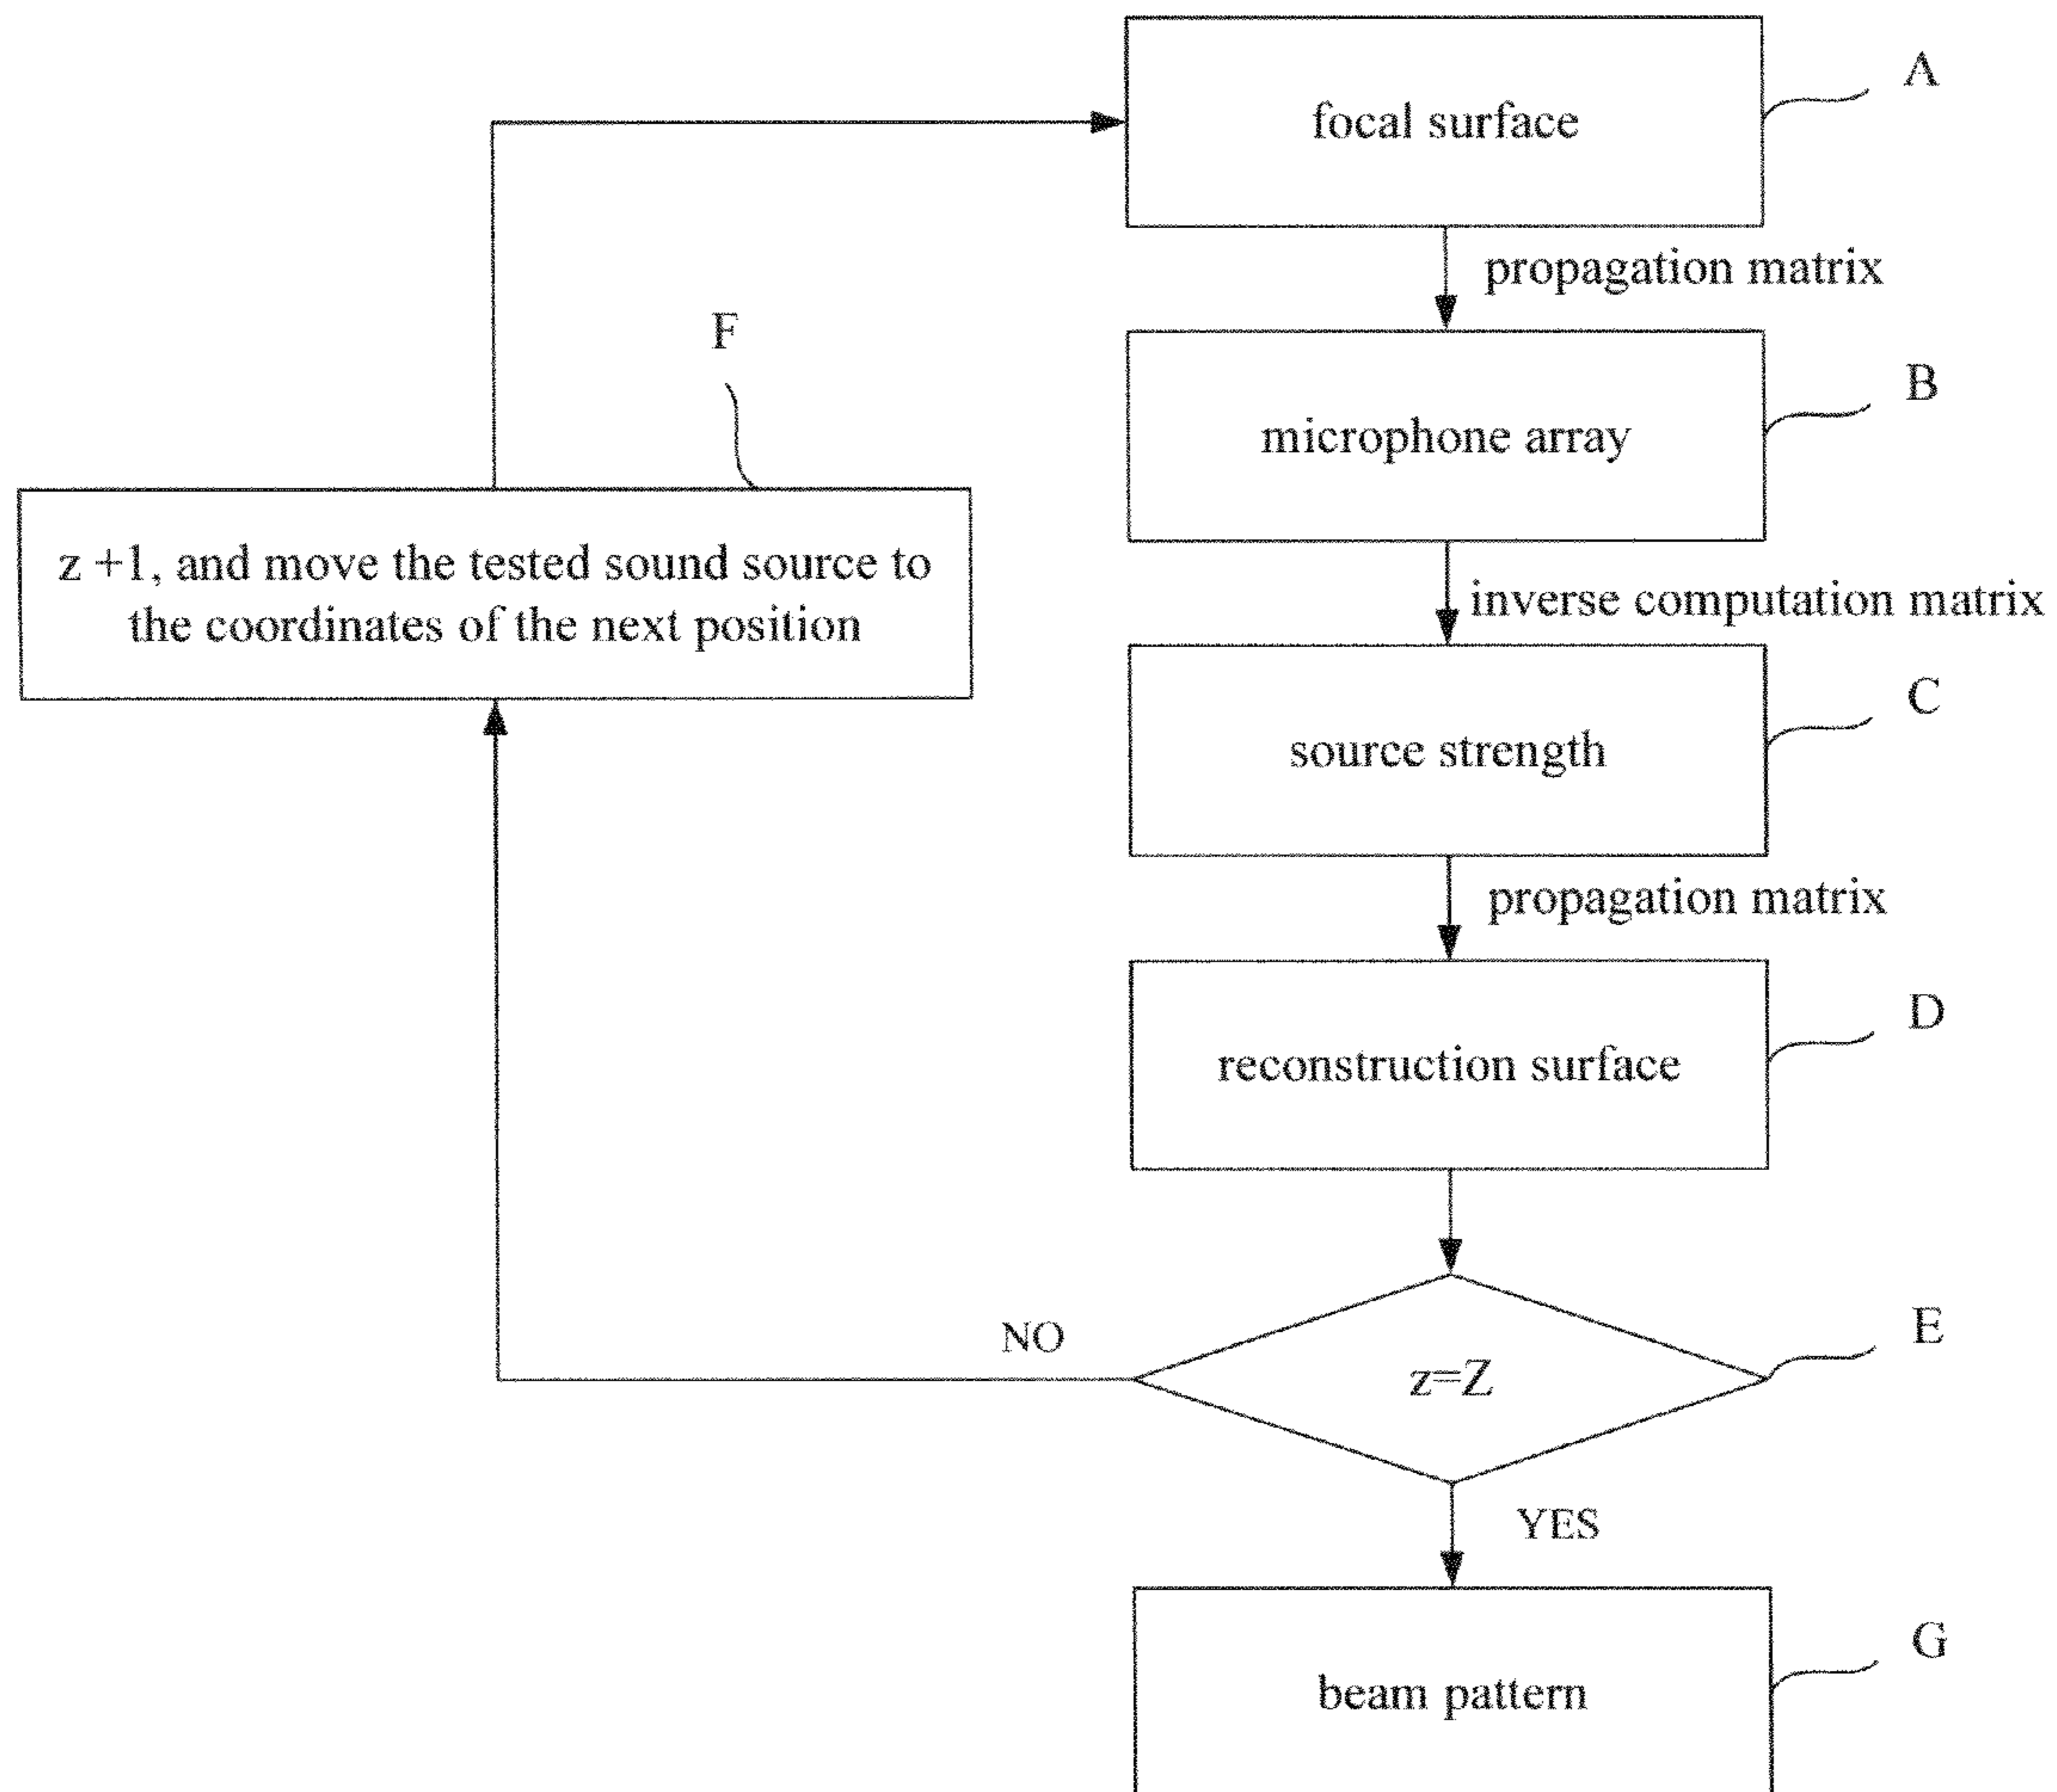 focal surface
A
propagation matrix
F
microphone array
B
z +1, and move the tested sound source to
the coordinates of the next position
inverse computation matrix
source strength
C
propagation matrix
reconstruction surface
D
NO
z=Z
E
YES
beam pattern
G